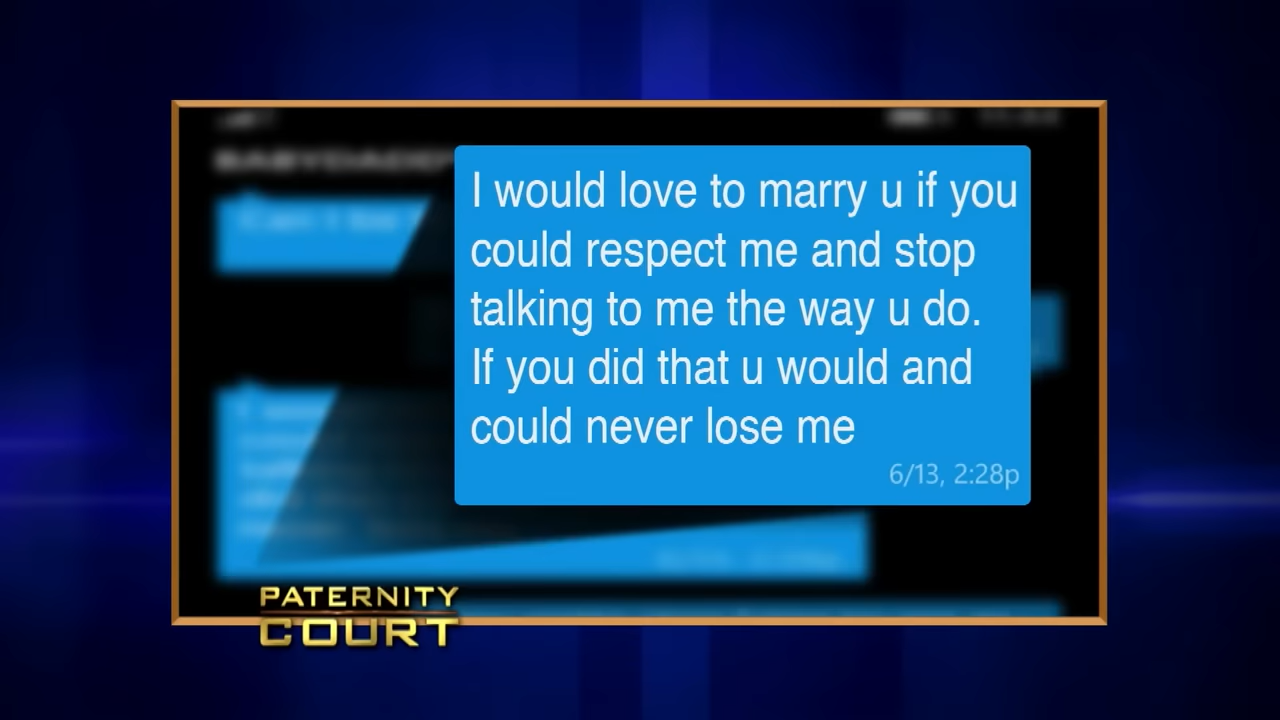 I would love to marry u if you
could respect me and stop
talking to me the way u do.
If you did that u would and
could never lose me
6/13, 2:28p
PATERNITY
COURT